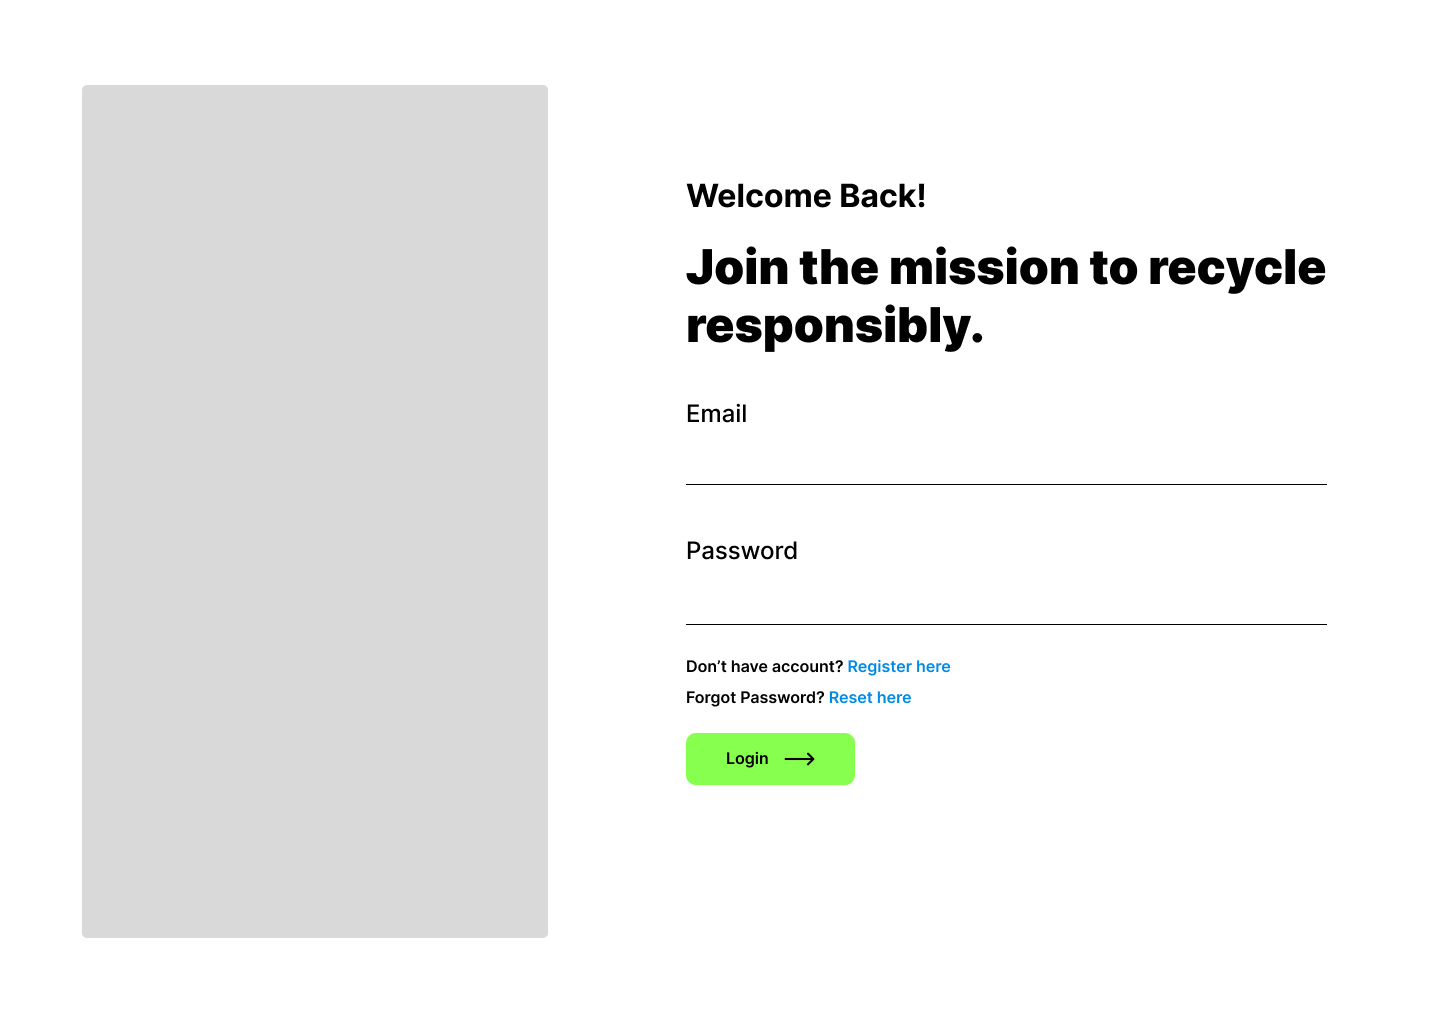 Welcome Back!
Join the mission to recycle
responsibly.
Email
Password
Don’t have account? Register here
Forgot Password? Reset here
Login